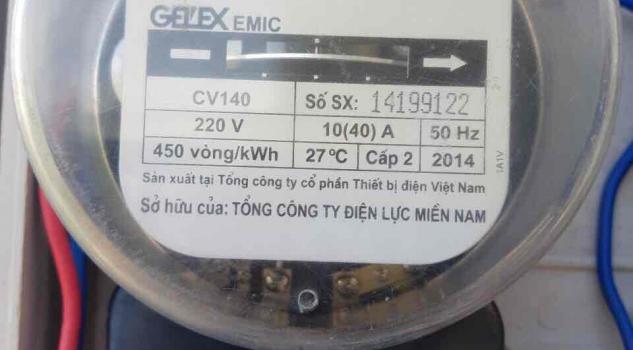 GELEX EMIC
CV140 Số SX: 14199122
220 V 10(40) A 50 Hz
450 vòng/kWh 27ºC Cấp 2 2014
Sản xuất tại Tổng công ty cổ phần Thiết bị điện Việt Nam
Sở hữu của: TỔNG CÔNG TY ĐIỆN LỰC MIỀN NAM